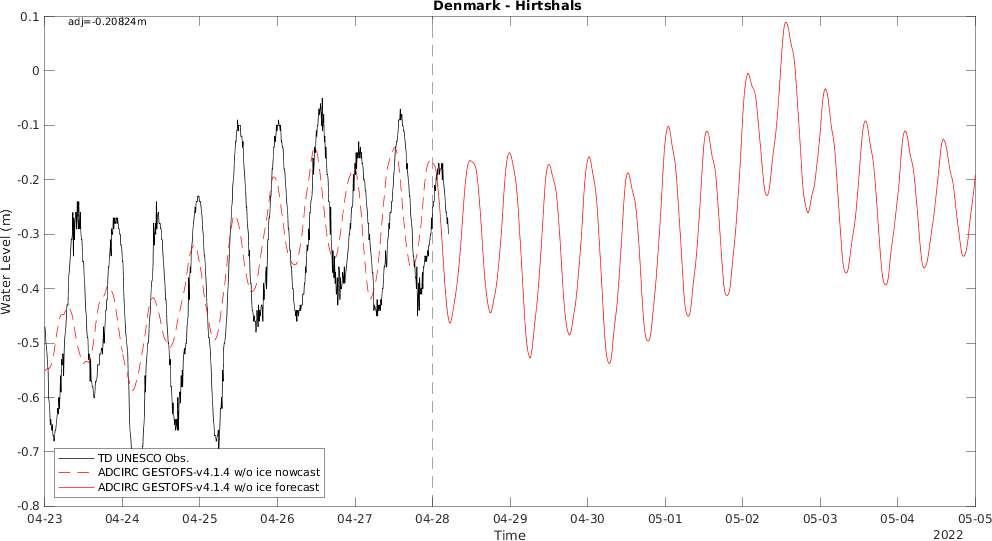 Denmark - Hirtshals
adj=-0.20824m
0.1
0
-0.1
-0.2
-0.3
-0.4
-0.5
-0.6
-0.7
-0.8
Water Level (m)
TD UNESCO Obs.
ADCIRC GESTOFS-v4.1.4 w/o ice nowcast
ADCIRC GESTOFS-v4.1.4 w/o ice forecast
04-23 04-24 04-25 04-26 04-27 04-28 04-29 04-30 05-01 05-02 05-03 05-04 05-05
Time
2022